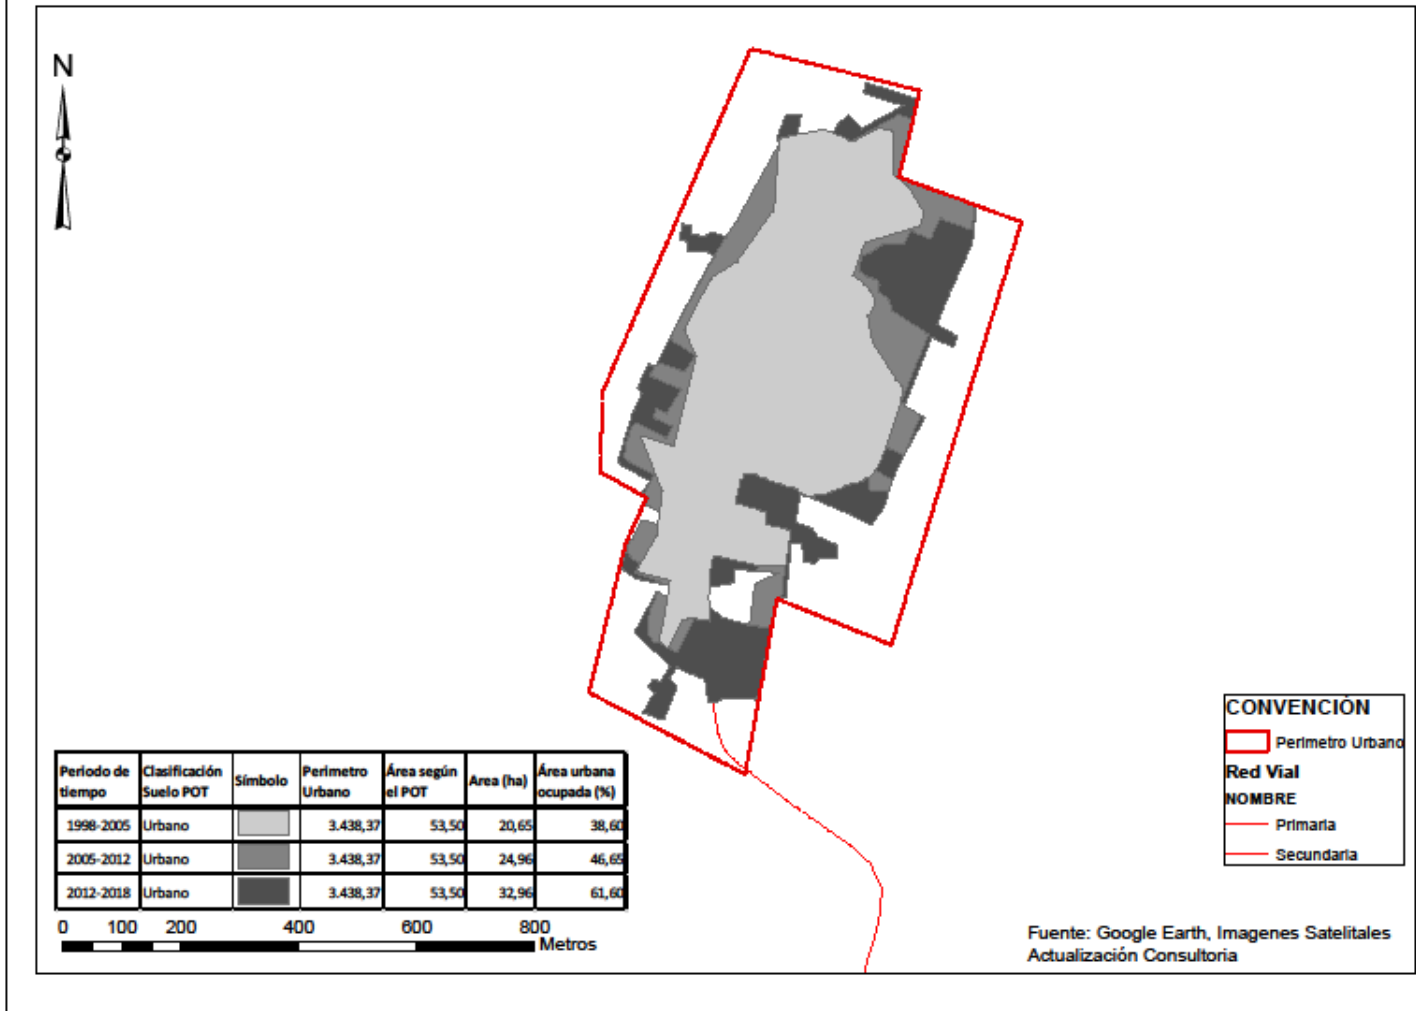 N
Periodo de tiempo Clasificación Suelo POT Símbolo Perimetro Urbano Área según el POT Area (ha) Área urbana ocupada (%)
1998-2005 Urbano 3.438,37 53,50 20,65 38,60
2005-2012 Urbano 3.438,37 53,50 24,96 46,65
2012-2018 Urbano 3.438,37 53,50 32,96 61,60
0 100 200 400 600 800
Metros
CONVENCIÓN
Perimetro Urbano
Red Vial
NOMBRE
Primaria
Secundaria
Fuente: Google Earth, Imagenes Satelitales
Actualización Consultoria